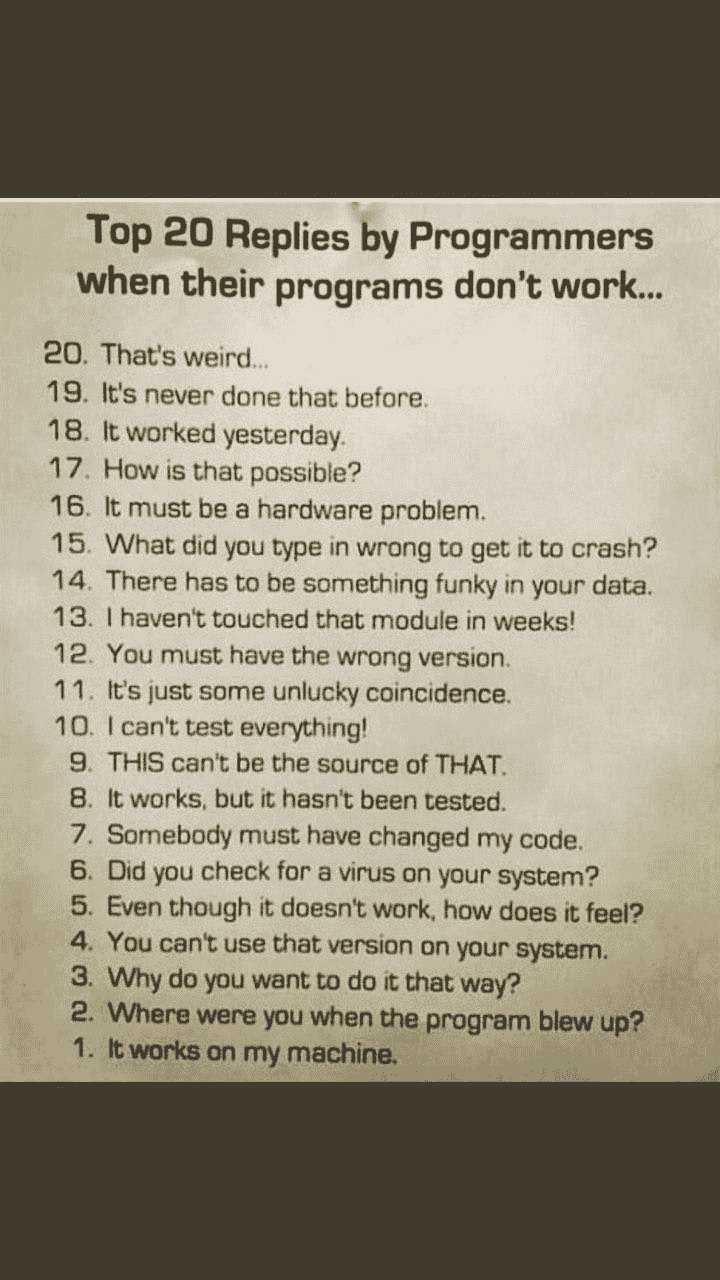 Top 20 Replies by Programmers
when their programs don't work...
20. That's weird...
19. It's never done that before.
18. It worked yesterday.
17. How is that possible?
16. It must be a hardware problem.
15. What did you type in wrong to get it to crash?
14. There has to be something funky in your data.
13. I haven't touched that module in weeks!
12. You must have the wrong version.
11. It's just some unlucky coincidence.
10. I can't test everything!
9. THIS can't be the source of THAT.
8. It works, but it hasn't been tested.
7. Somebody must have changed my code.
6. Did you check for a virus on your system?
5. Even though it doesn't work, how does it feel?
4. You can't use that version on your system.
3. Why do you want to do it that way?
2. Where were you when the program blew up?
1. It works on my machine.